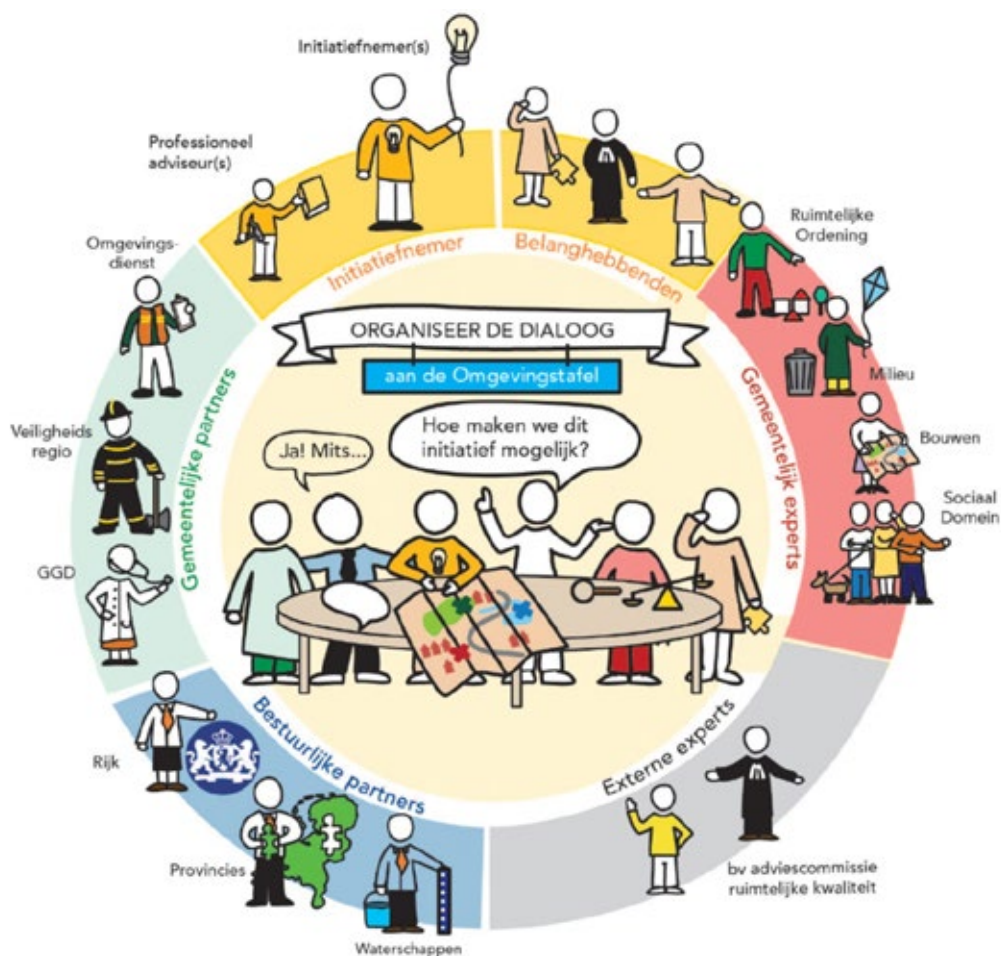 Initiatiefnemer(s)
Professioneel
adviseur(s)
Omgevings-
dienst
Veiligheids
regio
GGD
Rijk
Provincies
Waterschappen
bv adviescommissie
ruimtelijke kwaliteit
Sociaal
Domein
Bouwen
Milieu
Ruimtelijke
Ordening
Initiatiefnemer
Belanghebbenden
Gemeentelijk experts
Externe experts
Bestuurlijke partners
Gemeentelijke partners
ORGANISEER DE DIALOOG
aan de Omgevingstafel
Ja! Mits...
Hoe maken we dit
initiatief mogelijk?